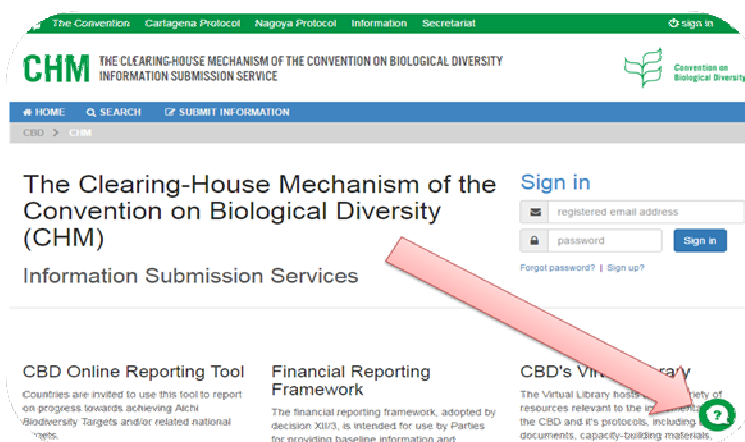 The Convention Cartagena Protocol Nagoya Protocol Information Secretariat sign in
CHM THE CLEARING-HOUSE MECHANISM OF THE CONVENTION ON BIOLOGICAL DIVERSITY
INFORMATION SUBMISSION SERVICE
Convention on
Biological Diversity
HOME SEARCH SUBMIT INFORMATION
CBD > CHM
The Clearing-House Mechanism of the
Convention on Biological Diversity
(CHM)
Information Submission Services
Sign in
registered email address
password Sign in
Forgot password? | Sign up?
CBD Online Reporting Tool
Countries are invited to use this tool to report
on progress towards achieving Aichi
Biodiversity Targets and/or related national
Financial Reporting
Framework
The financial reporting framework, adopted by
decision XII/3, is intended for use by Parties
for providing baseline information and
CBD's
The Virtual Library hosts
resources relevant to the
the CBD and it's protocols, including
documents, capacity-building materials,
?